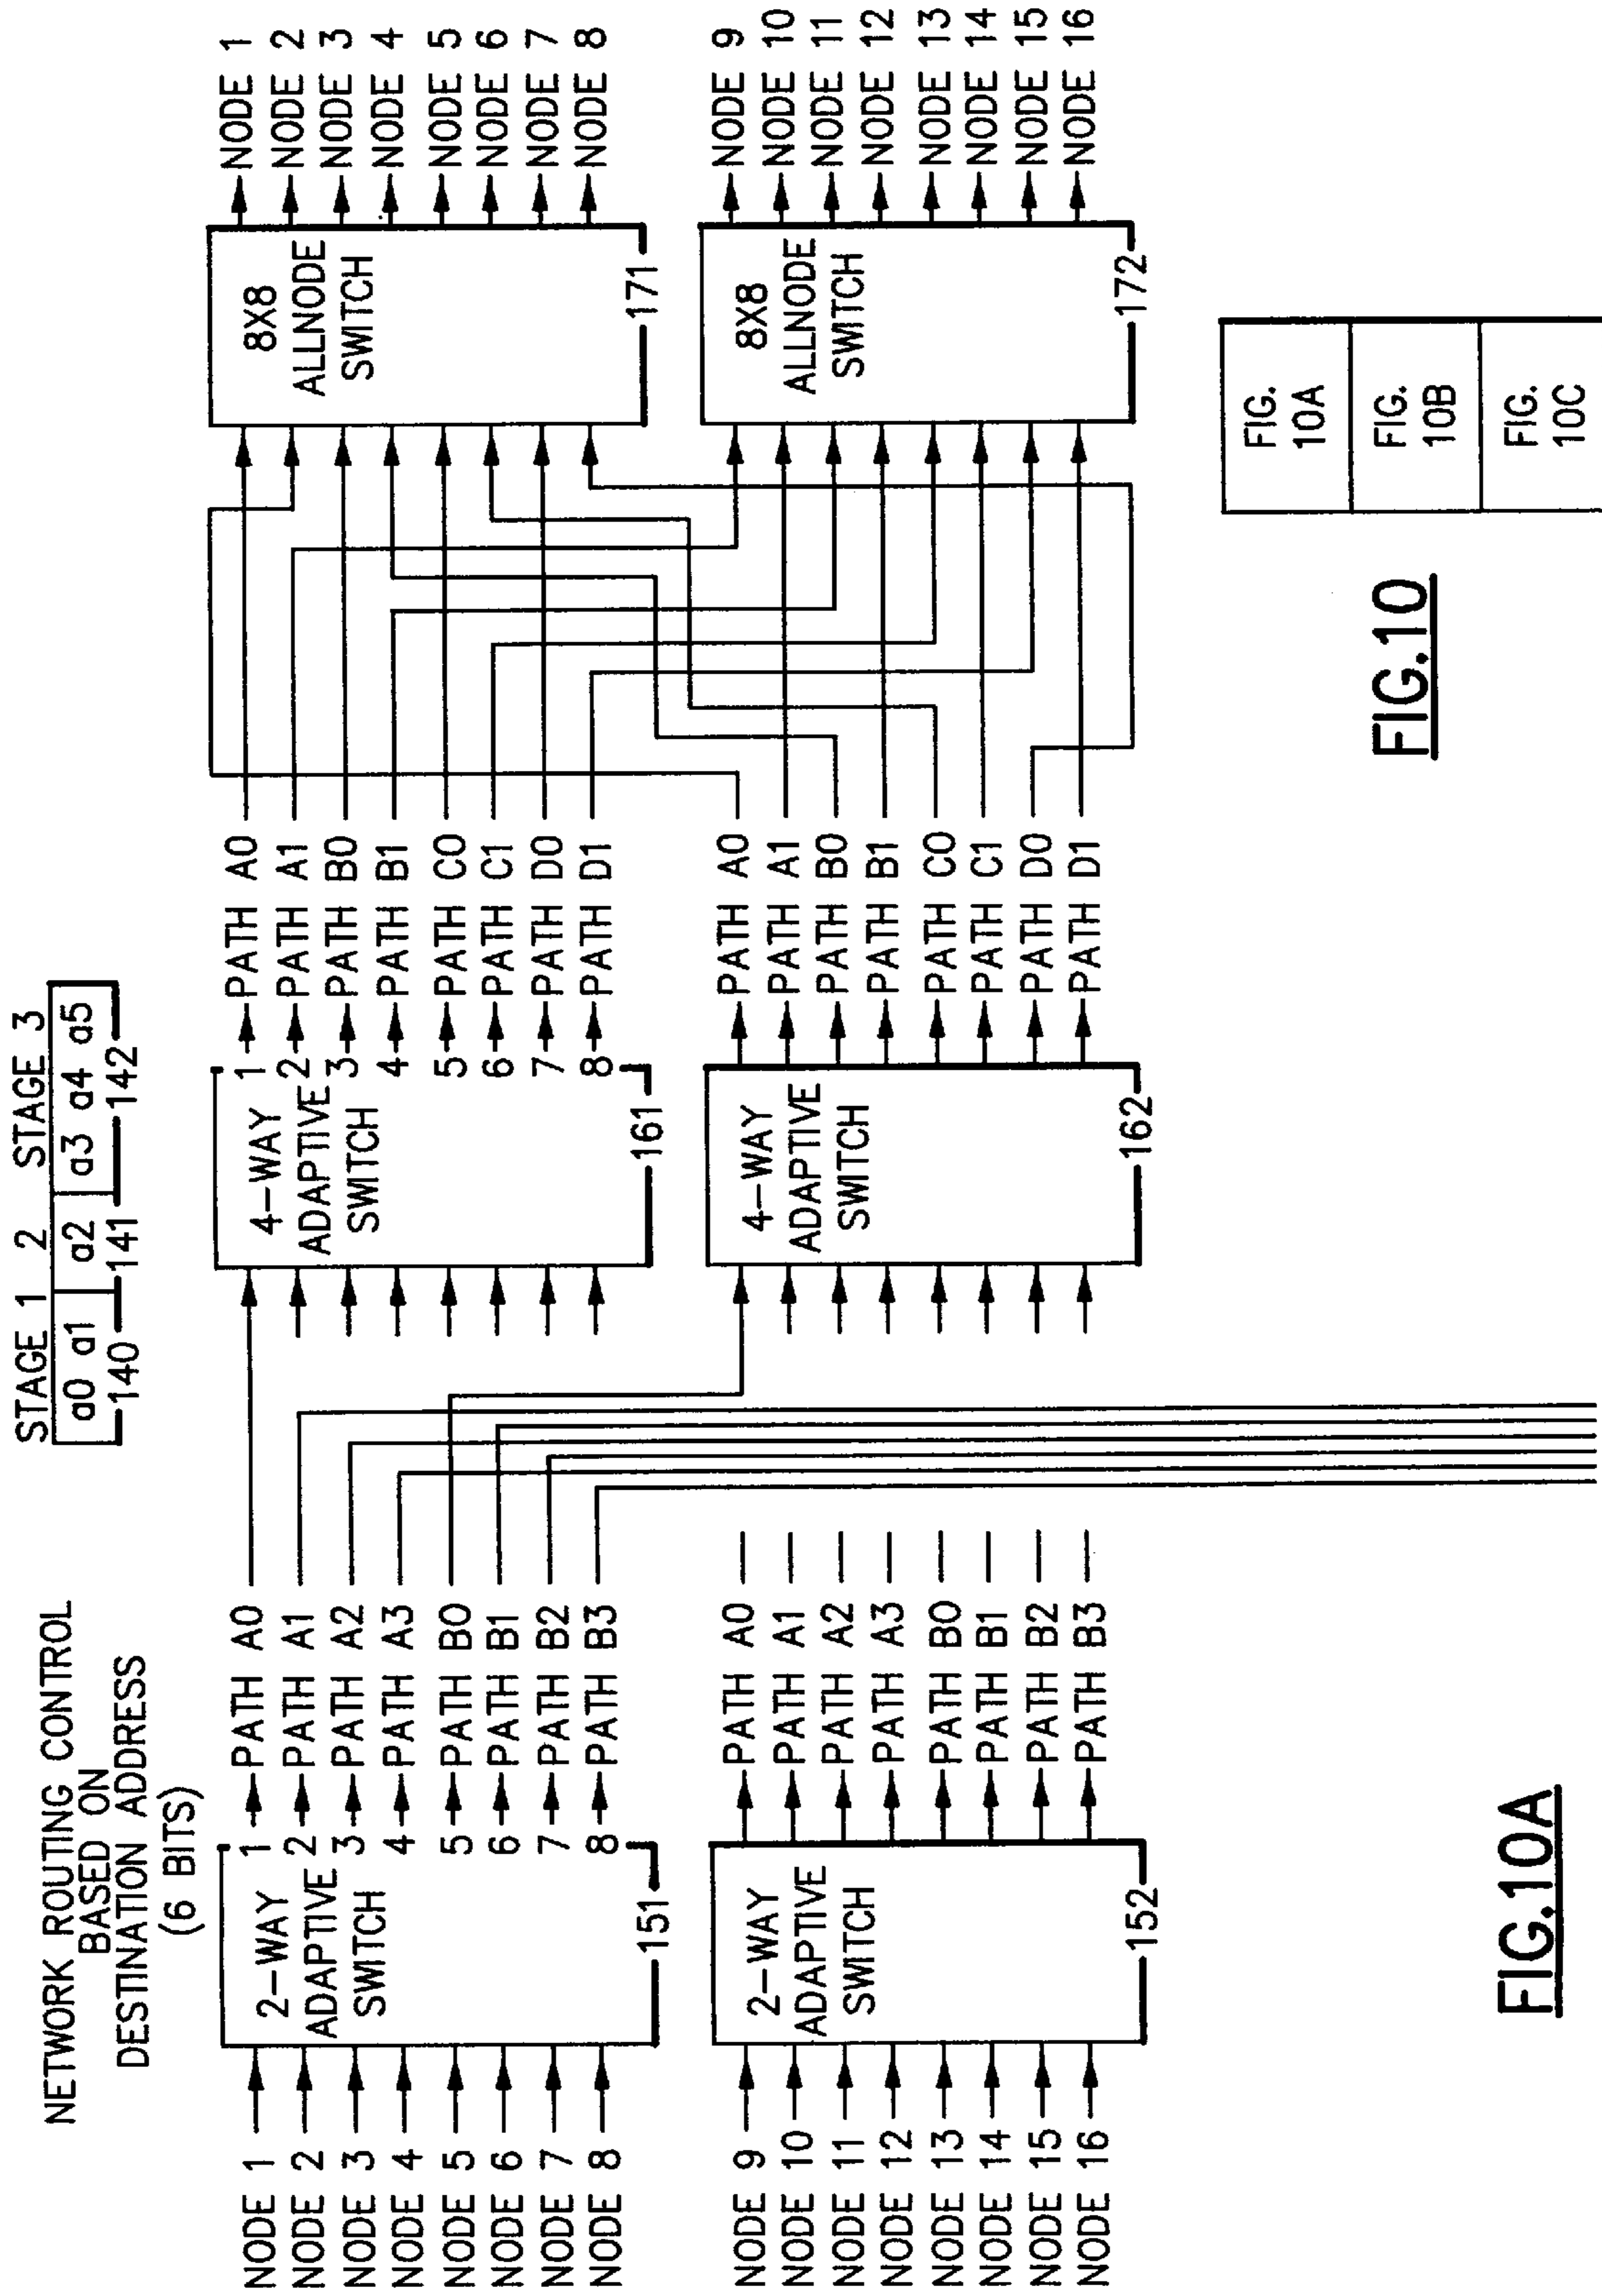 NETWORK ROUTING CONTROL
BASED ON
DESTINATION ADDRESS
(6 BITS)
STAGE 1 2 STAGE 3
a0 a1 a2 a3 a4 a5
140 141 142
NODE 1
NODE 2
NODE 3
NODE 4
NODE 5
NODE 6
NODE 7
NODE 8
2-WAY
ADAPTIVE
SWITCH
151
1 PATH A0
2 PATH A1
3 PATH A2
4 PATH A3
5 PATH B0
6 PATH B1
7 PATH B2
8 PATH B3
4-WAY
ADAPTIVE
SWITCH
161
1 PATH A0
2 PATH A1
3 PATH B0
4 PATH B1
5 PATH C0
6 PATH C1
7 PATH D0
8 PATH D1
8X8
ALLNODE
SWITCH
171
NODE 1
NODE 2
NODE 3
NODE 4
NODE 5
NODE 6
NODE 7
NODE 8
NODE 9
NODE 10
NODE 11
NODE 12
NODE 13
NODE 14
NODE 15
NODE 16
2-WAY
ADAPTIVE
SWITCH
152
PATH A0
PATH A1
PATH A2
PATH A3
PATH B0
PATH B1
PATH B2
PATH B3
4-WAY
ADAPTIVE
SWITCH
162
PATH A0
PATH A1
PATH B0
PATH B1
PATH C0
PATH C1
PATH D0
PATH D1
8X8
ALLNODE
SWITCH
172
NODE 9
NODE 10
NODE 11
NODE 12
NODE 13
NODE 14
NODE 15
NODE 16
FIG.10A
FIG.10
FIG.
10A
FIG.
10B
FIG.
10C